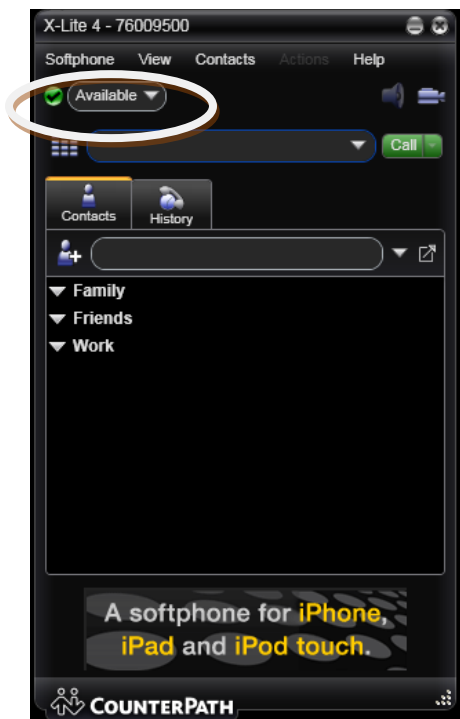 X-Lite 4 - 76009500
Softphone View Contacts Actions Help
Available
Call
Contacts History
Family
Friends
Work
A softphone for iPhone,
iPad and iPod touch.
COUNTERPATH